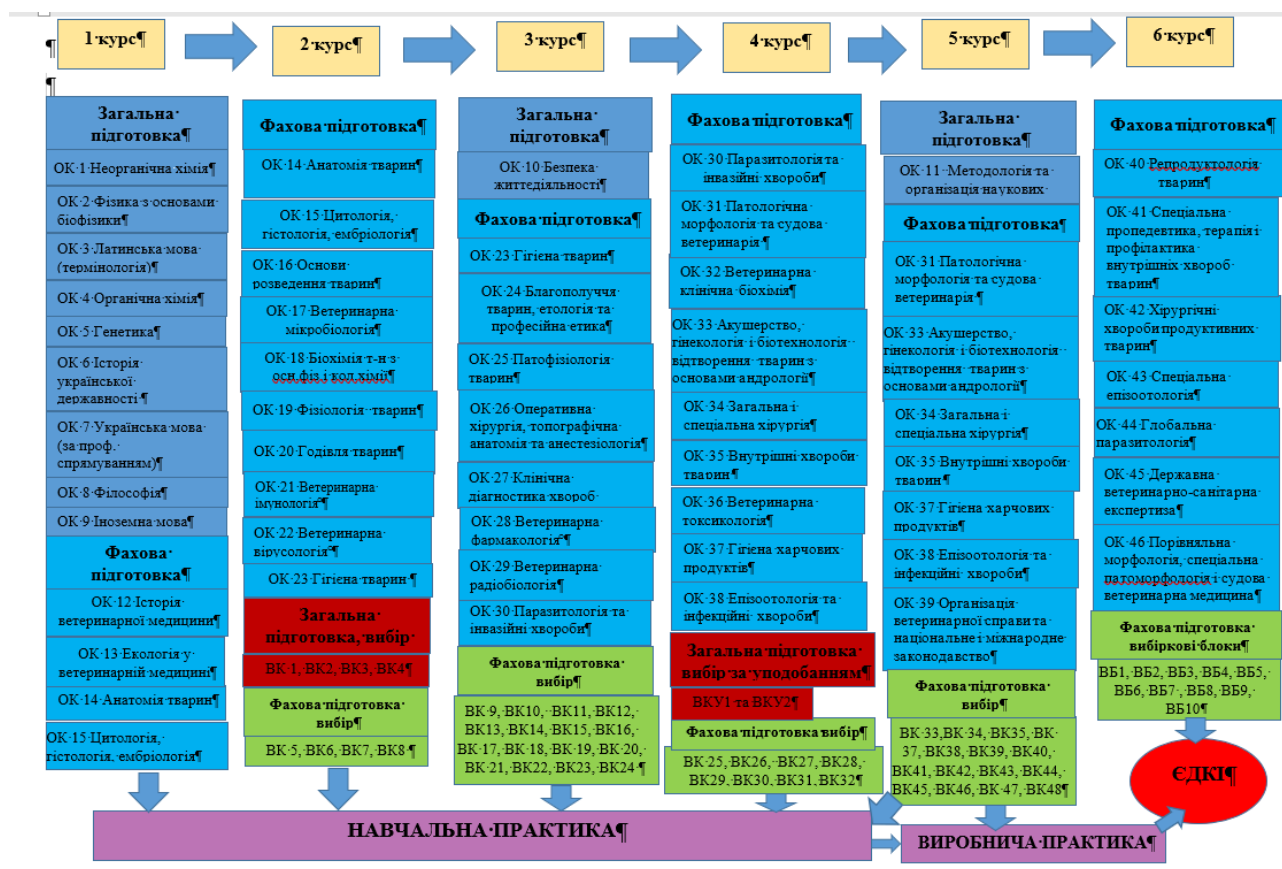 1 курс¶
2 курс¶
3 курс¶
4 курс¶
5 курс¶
6 курс¶
¶
¶
Загальна
підготовка¶
ОК 1 Неорганічна хімія¶
ОК 2 Фізика з основами
біофізики¶
ОК 3 Латинська мова
(термінологія)¶
ОК 4 Органічна хімія¶
ОК 5 Генетика¶
ОК 6 Історія
української
державності ¶
ОК 7 Українська мова
(за проф.
спрямуванням)¶
ОК 8 Філософія¶
ОК 9 Іноземна мова¶
Фахова
підготовка¶
ОК 12 Історія
ветеринарної медицини¶
ОК 13 Екологія у
ветеринарній медицині¶
ОК 14 Анатомія тварин¶
ОК 15 Цитологія,
гістологія, ембріологія¶
Фахова підготовка¶
ОК 14 Анатомія тварин¶
ОК 15 Цитологія,
гістологія, ембріологія¶
ОК 16 Основи
розведення тварин¶
ОК 17 Ветеринарна
мікробіологія¶
ОК 18 Біохімія т-н з
осн.фіз.і кол.хімії¶
ОК 19 Фізіологія тварин¶
ОК 20 Годівля тварин¶
ОК 21 Ветеринарна
імунологія¶
ОК 22 Ветеринарна
вірусологія¶
ОК 23 Гігієна тварин ¶
Загальна
підготовка, вибір
ВК 1, ВК2, ВК3, ВК4¶
Фахова підготовка
вибір¶
ВК 5, ВК6, ВК7, ВК8 ¶
Загальна
підготовка¶
ОК 10 Безпека
життєдіяльності¶
Фахова підготовка¶
ОК 23 Гігієна тварин¶
ОК 24 Благополуччя
тварин, етологія та
професійна етика¶
ОК 25 Патофізіологія
тварин¶
ОК 26 Оперативна
хірургія, топографічна
анатомія та анестезіологія¶
ОК 27 Клінічна
діагностика хвороб
ОК 28 Ветеринарна
фармакологія¶
ОК 29 Ветеринарна
радіобіологія¶
ОК 30 Паразитологія та
інвазійні хвороби¶
Фахова підготовка
вибір¶
ВК 9, ВК10, ВК11, ВК12,
ВК13, ВК14, ВК15, ВК16,
ВК 17, ВК 18, ВК 19, ВК 20,
ВК 21, ВК22, ВК23, ВК24 ¶
Фахова підготовка¶
ОК 30 Паразитологія та
інвазійні хвороби¶
ОК 31 Патологічна
морфологія та судова
ветеринарія ¶
ОК 32 Ветеринарна
клінічна біохімія¶
ОК 33 Акушерство,
гінекологія і біотехнологія
відтворення тварин з
основами андрології¶
ОК 34 Загальна і
спеціальна хірургія¶
ОК 35 Внутрішні хвороби
тварин¶
ОК 36 Ветеринарна
токсикологія¶
ОК 37 Гігієна харчових
продуктів¶
ОК 38 Епізоотологія та
інфекційні хвороби¶
Загальна підготовка
вибір за уподобанням¶
ВКУ1 та ВКУ2¶
Фахова підготовка вибір¶
ВК 25, ВК26, ВК27, ВК28,
ВК29, ВК30, ВК31, ВК32¶
Загальна
підготовка¶
ОК 11 Методологія та
організація наукових
Фахова підготовка¶
ОК 31 Патологічна
морфологія та судова
ветеринарія ¶
ОК 33 Акушерство,
гінекологія і біотехнологія
відтворення тварин з
основами андрології¶
ОК 34 Загальна і
спеціальна хірургія¶
ОК 35 Внутрішні хвороби
тварин¶
ОК 37 Гігієна харчових
продуктів¶
ОК 38 Епізоотологія та
інфекційні хвороби¶
ОК 39 Організація
ветеринарної справи та
національне і міжнародне
законодавство¶
Фахова підготовка
вибір¶
ВК 33, ВК 34, ВК35, ВК
37, ВК38, ВК39, ВК40,
ВК41, ВК42, ВК43, ВК44,
ВК45, ВК46, ВК 47, ВК48¶
Фахова підготовка¶
ОК 40 Репродуктологія
тварин¶
ОК 41 Спеціальна
пропедевтика, терапія і
профілактика
внутрішніх хвороб
тварин¶
ОК 42 Хірургічні
хвороби продуктивних
тварин¶
ОК 43 Спеціальна
епізоотологія¶
ОК 44 Глобальна
паразитологія¶
ОК 45 Державна
ветеринарно-санітарна
експертиза¶
ОК 46 Порівняльна
морфологія, спеціальна
патоморфологія і судова
ветеринарна медицина¶
Фахова підготовка
вибіркові блоки¶
ВБ1, ВБ2, ВБ3, ВБ4, ВБ5,
ВБ6, ВБ7 , ВБ8, ВБ9,
ВБ10¶
ЄДКІ¶
НАВЧАЛЬНА ПРАКТИКА¶
ВИРОБНИЧА ПРАКТИКА¶